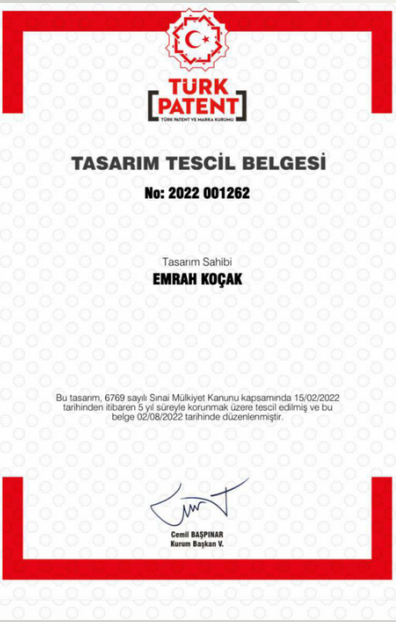 TÜRK
PATENT
TÜRK PATENT VE MARKA KURUMU
TASARIM TESCİL BELGESİ
No: 2022 001262
Tasarım Sahibi
EMRAH KOÇAK
Bu tasarım, 6769 sayılı Sınai Mülkiyet Kanunu kapsamında 15/02/2022
tarihinden itibaren 5 yıl süreyle korunmak üzere tescil edilmiş ve bu
belge 02/08/2022 tarihinde düzenlenmiştir.
Cemil BAŞPINAR
Kurum Başkan V.